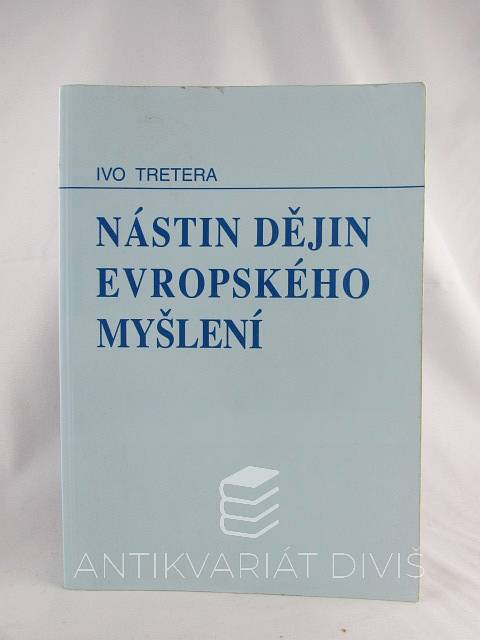 IVO TRETERA
NÁSTIN DĚJIN
EVROPSKÉHO
MYŠLENÍ
ANTIKVARIÁT DIVIŠ